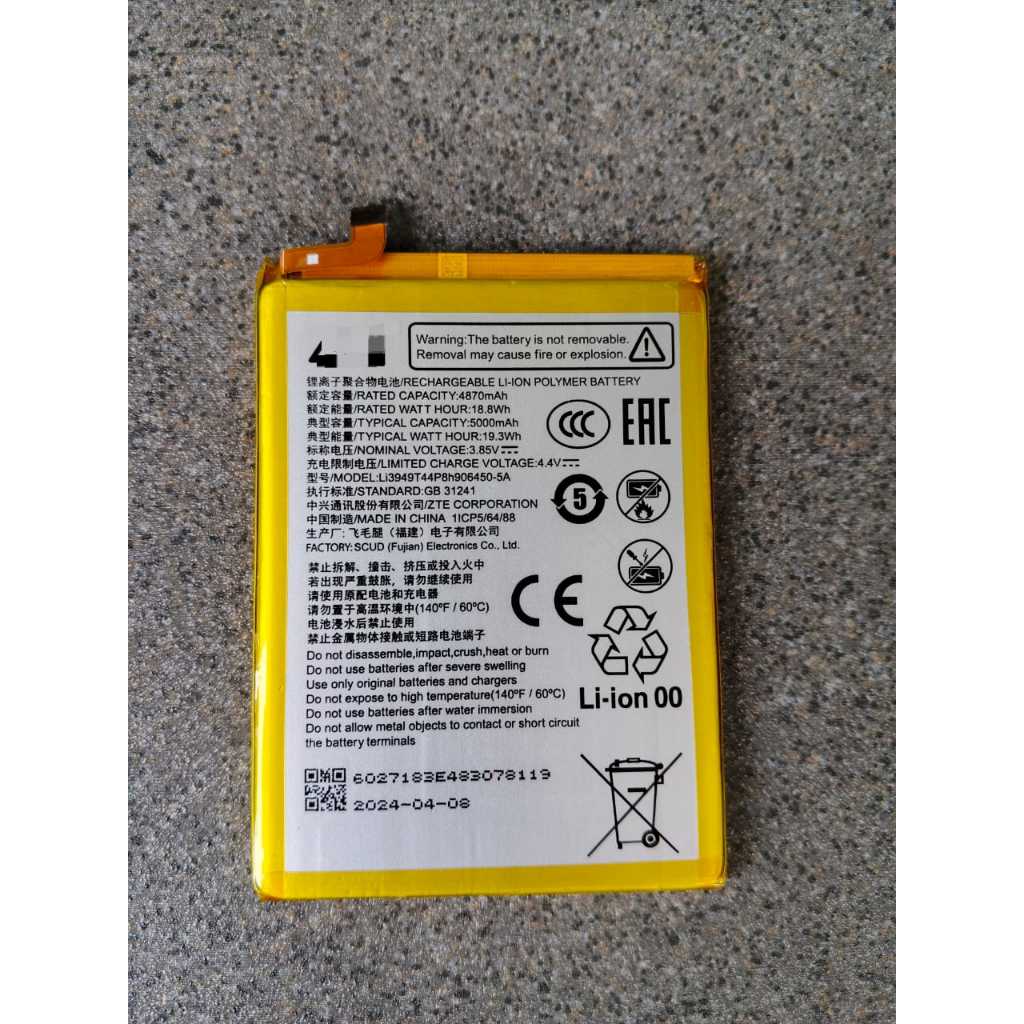 Warning:The battery is not removable.
Removal may cause fire or explosion.
锂离子聚合物电池/RECHARGEABLE LI-ION POLYMER BATTERY
额定容量/RATED CAPACITY:4870mAh
额定能量/RATED WATT HOUR:18.8Wh
典型容量/TYPICAL CAPACITY:5000mAh
典型能量/TYPICAL WATT HOUR:19.3Wh
标称电压/NOMINAL VOLTAGE:3.85V
充电限制电压/LIMITED CHARGE VOLTAGE:4.4V
型号/MODEL:Li3949T44P8h906450-5A
执行标准/STANDARD:GB 31241
中兴通讯股份有限公司/ZTE CORPORATION
中国制造/MADE IN CHINA 1ICP5/64/88
生产厂: 飞毛腿（福建）电子有限公司
FACTORY: SCUD (Fujian) Electronics Co., Ltd.
CCC
EAC
5
禁止拆解、撞击、挤压或投入火中
若出现严重鼓胀，请勿继续使用
请使用原配电池和充电器
请勿置于高温环境中(140ºF / 60ºC)
电池浸水后禁止使用
禁止金属物体接触或短路电池端子
CE
Do not disassemble,impact,crush,heat or burn
Do not use batteries after severe swelling
Use only original batteries and chargers
Do not expose to high temperature(140ºF / 60ºC)
Do not use batteries after water immersion
Do not allow metal objects to contact or short circuit
the battery terminals
Li-ion 00
6027183E483078119
2024-04-08